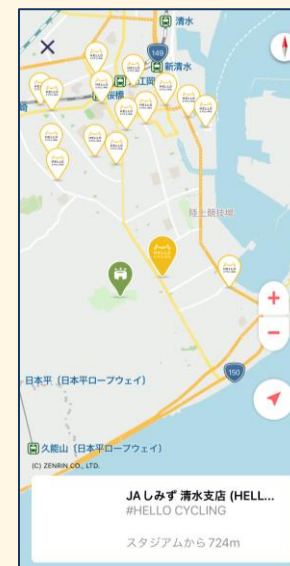 清水
149
新清水
江岡
桜橋
陸上競技場
150
日本平(日本平ロープウェイ)
久能山(日本平ロープウェイ)
(C) ZENRIN CO., LTD.
JAしみず 清水支店 (HELL...
#HELLO CYCLING
スタジアムから724m